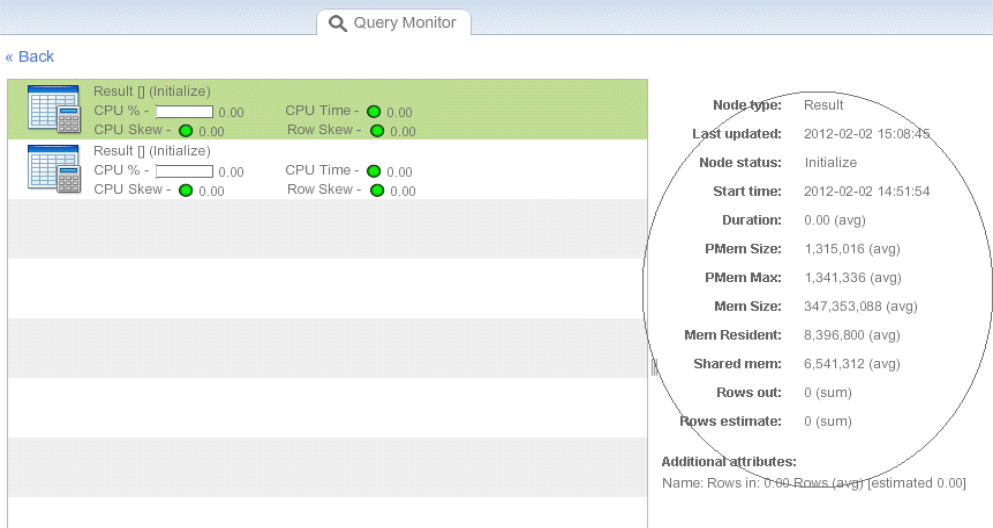 Query Monitor
« Back
Result [] (Initialize)
CPU % - 0.00 CPU Time - 0.00
CPU Skew - 0.00 Row Skew - 0.00
Result [] (Initialize)
CPU % - 0.00 CPU Time - 0.00
CPU Skew - 0.00 Row Skew - 0.00
Node type: Result
Last updated: 2012-02-02 15:08:45
Node status: Initialize
Start time: 2012-02-02 14:51:54
Duration: 0.00 (avg)
PMem Size: 1,315,016 (avg)
PMem Max: 1,341,336 (avg)
Mem Size: 347,353,088 (avg)
Mem Resident: 8,396,800 (avg)
Shared mem: 6,541,312 (avg)
Rows out: 0 (sum)
Rows estimate: 0 (sum)
Additional attributes:
Name: Rows in: 0.00 Rows (avg) [estimated 0.00]